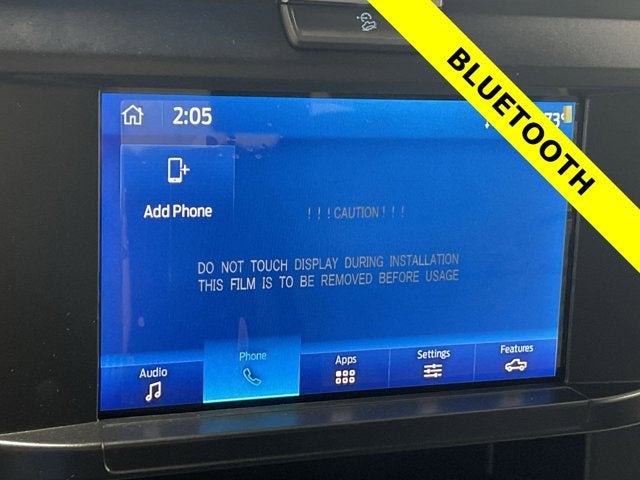 BLUETOOTH
2:05
73°
Add Phone
!!!CAUTION!!!
DO NOT TOUCH DISPLAY DURING INSTALLATION
THIS FILM IS TO BE REMOVED BEFORE USAGE
Audio
Phone
Apps
Settings
Features